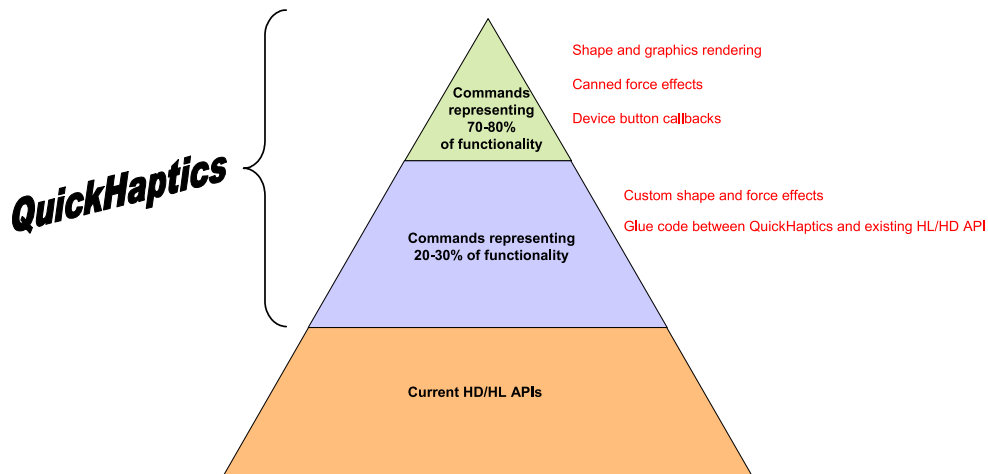 QuickHaptics
Commands
representing
70-80%
of functionality
Shape and graphics rendering
Canned force effects
Device button callbacks
Commands representing
20-30% of functionality
Custom shape and force effects
Glue code between QuickHaptics and existing HL/HD API
Current HD/HL APIs